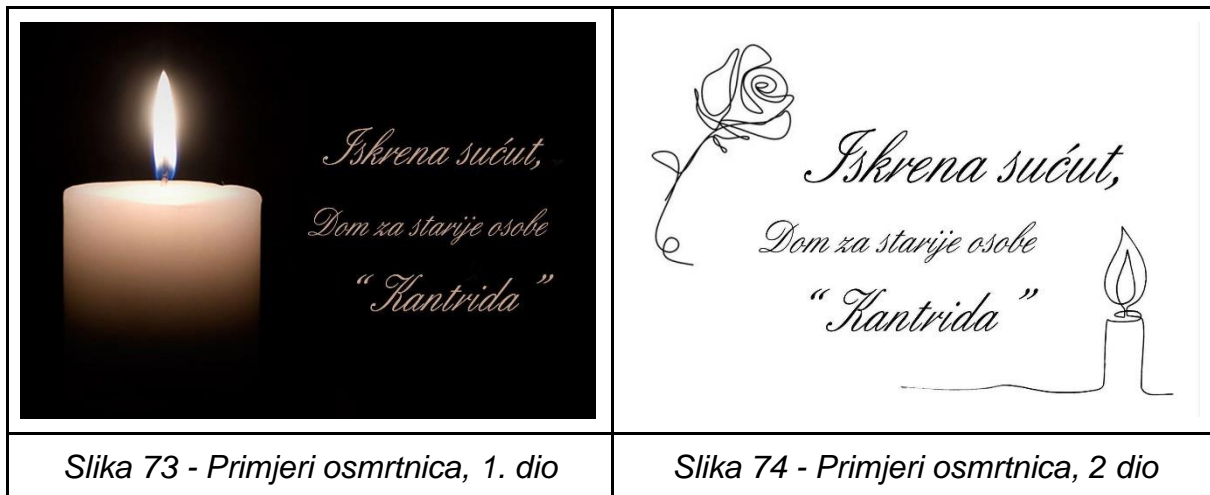 Iskrena sućut,
Dom za starije osobe
“ Kantrida ”
Iskrena sućut,
Dom za starije osobe
“ Kantrida ”
Slika 73 - Primjeri osmrtnica, 1. dio
Slika 74 - Primjeri osmrtnica, 2 dio